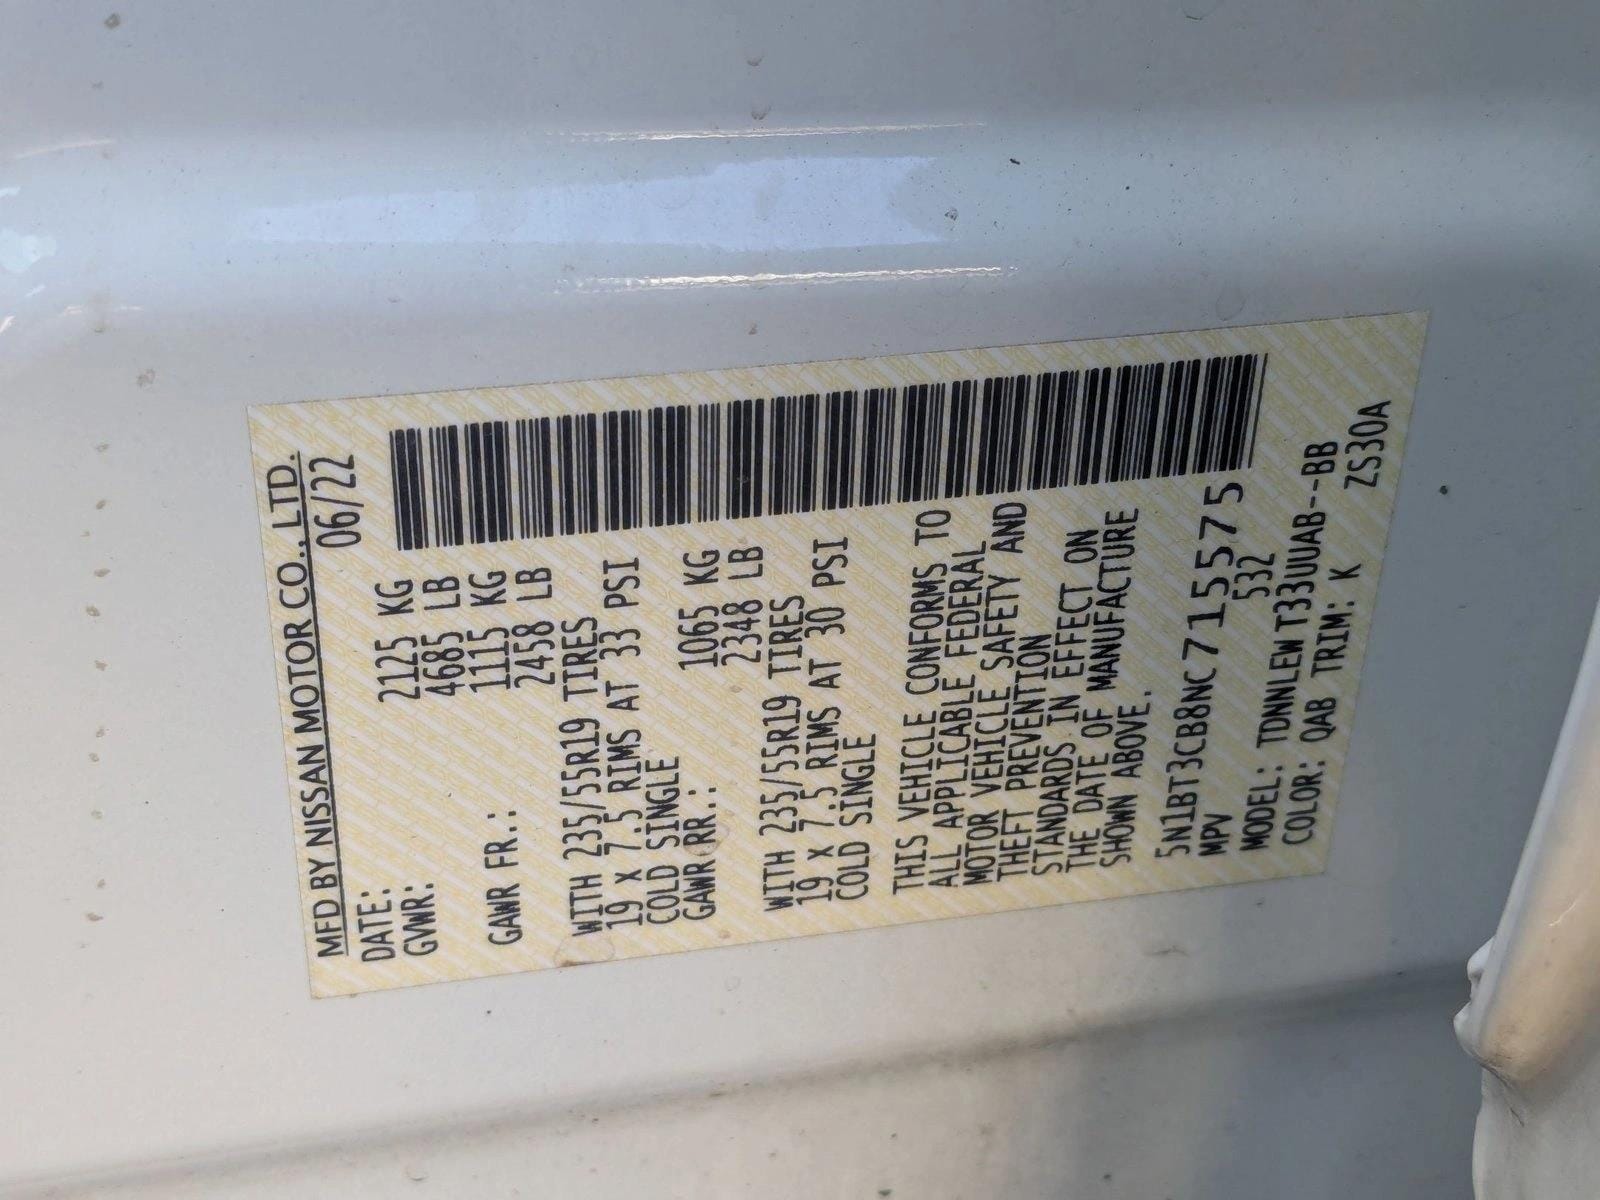 MFD BY NISSAN MOTOR CO., LTD.
DATE: 06/22
GVWR: 2125 KG
4685 LB
1115 KG
GAWR FR.: 2458 LB
WITH 235/55R19 TIRES
19 X 7.5 RIMS AT 33 PSI
COLD SINGLE
GAWR RR.: 1065 KG
2348 LB
WITH 235/55R19 TIRES
19 X 7.5 RIMS AT 30 PSI
COLD SINGLE
THIS VEHICLE CONFORMS TO
ALL APPLICABLE FEDERAL
MOTOR VEHICLE SAFETY AND
THEFT PREVENTION
STANDARDS IN EFFECT ON
THE DATE OF MANUFACTURE
SHOWN ABOVE.
5N1BT3CB8NC715575
MPV 532
MODEL: TDNNLEW T33UUAB--BB
COLOR: QAB TRIM: K ZS30A